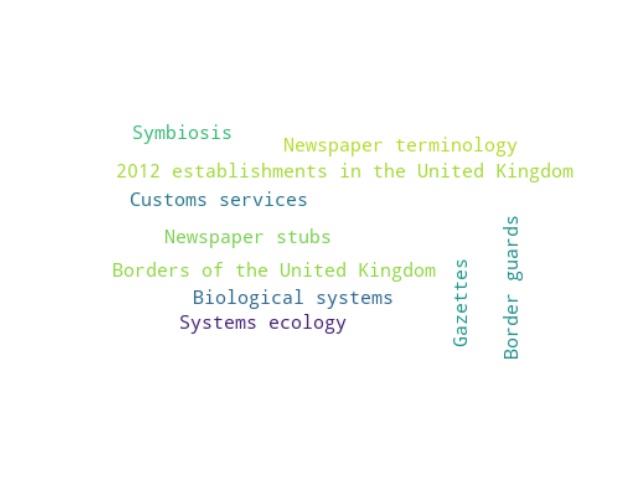 Symbiosis
Newspaper terminology
2012 establishments in the United Kingdom
Customs services
Newspaper stubs
Borders of the United Kingdom
Biological systems
Systems ecology
Gazettes
Border guards